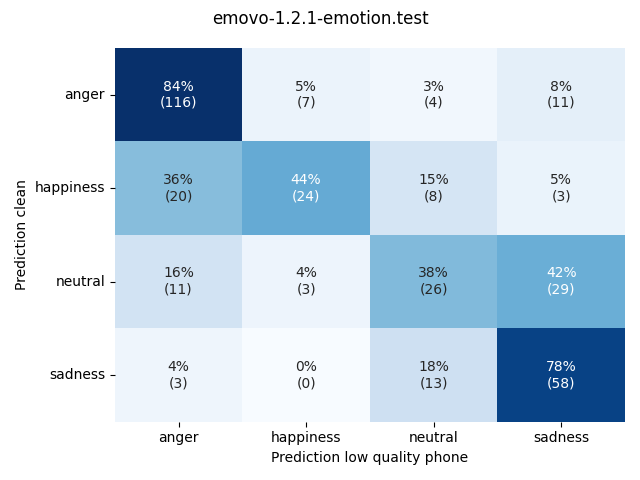 emovo-1.2.1-emotion.test
Prediction clean
anger
84%
(116)
5%
(7)
3%
(4)
8%
(11)
happiness
36%
(20)
44%
(24)
15%
(8)
5%
(3)
neutral
16%
(11)
4%
(3)
38%
(26)
42%
(29)
sadness
4%
(3)
0%
(0)
18%
(13)
78%
(58)
anger
happiness
neutral
sadness
Prediction low quality phone